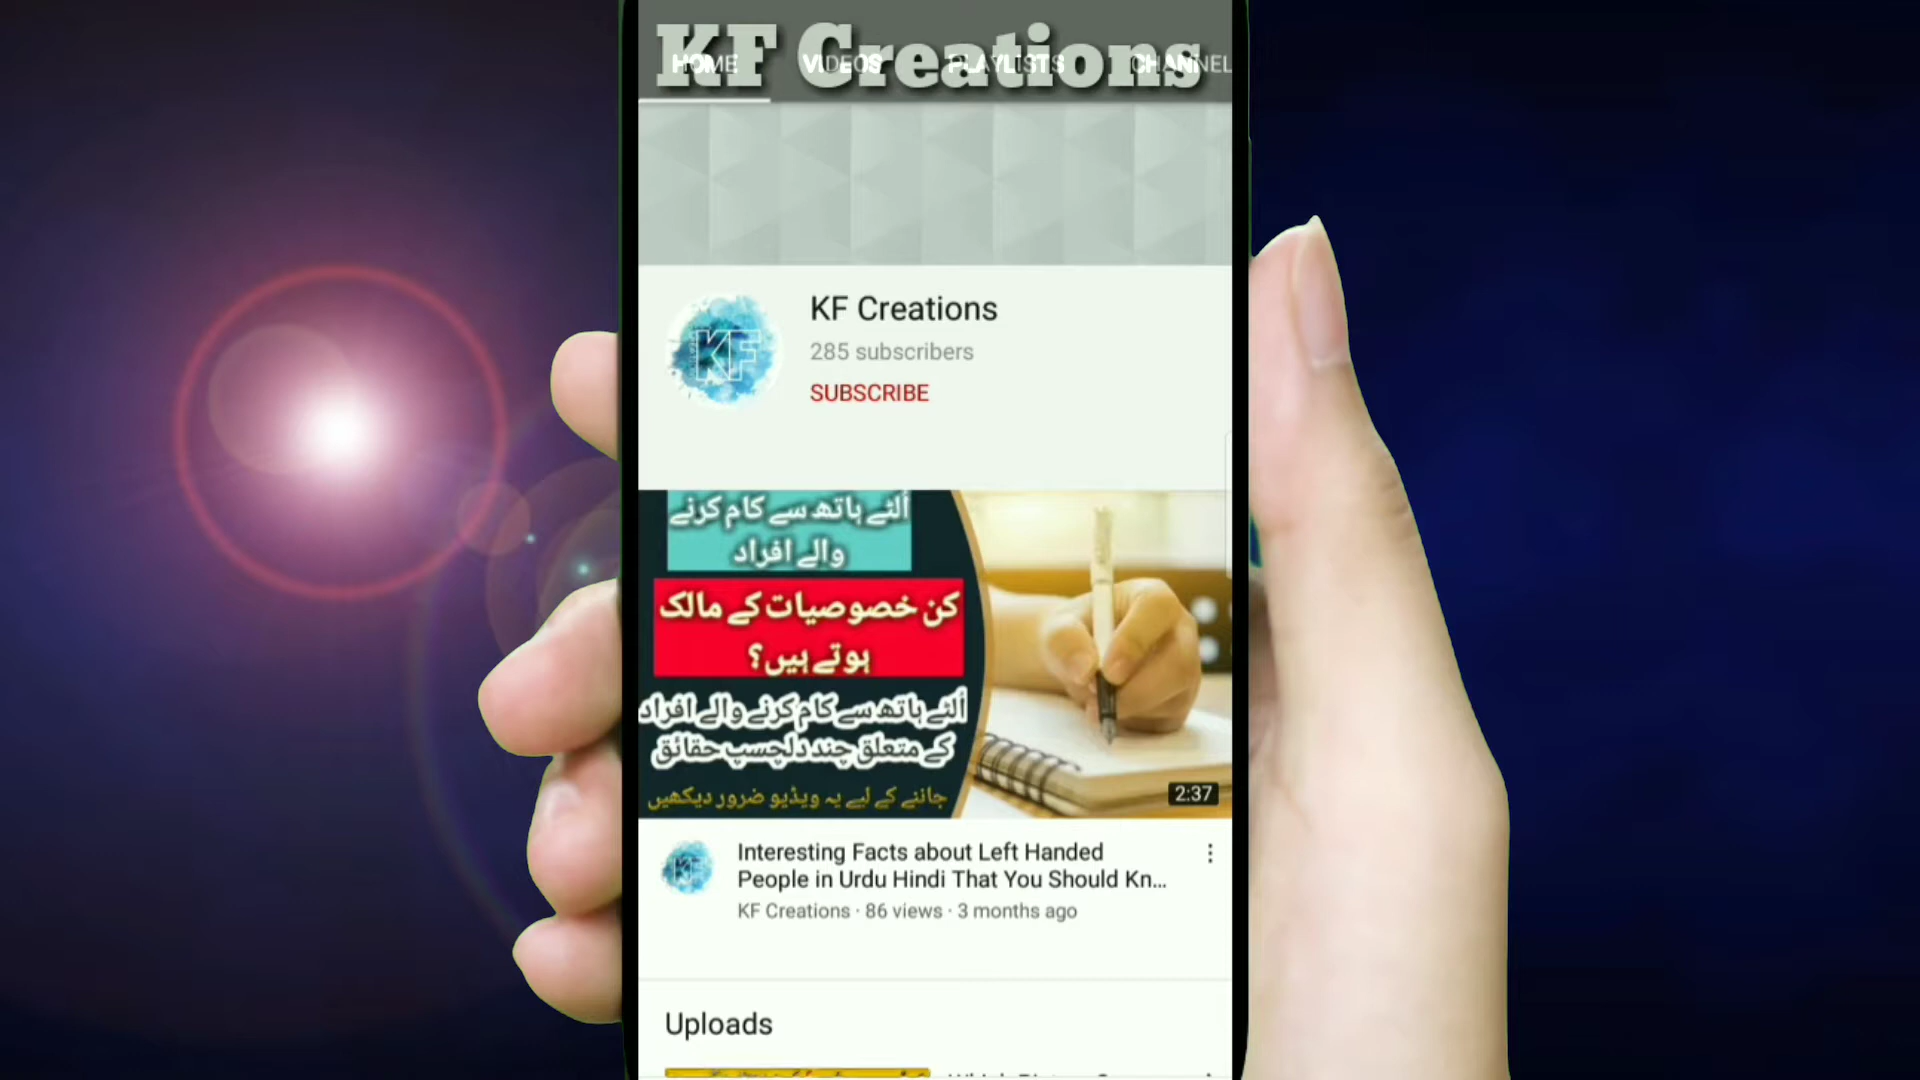 KF Creations
HOME VIDEOS PLAYLISTS CHANNEL
KF Creations
285 subscribers
SUBSCRIBE
اُلٹے ہاتھ سے کام کرنے
والے افراد
کن خصوصیات کے مالک
ہوتے ہیں؟
اُلٹے ہاتھ سے کام کرنے والے افراد
کے متعلق چند دلچسپ حقائق
جاننے کے لیے یہ ویڈیو ضرور دیکھیں
2:37
KF
Interesting Facts about Left Handed
People in Urdu Hindi That You Should Kn...
KF Creations · 86 views · 3 months ago
Uploads